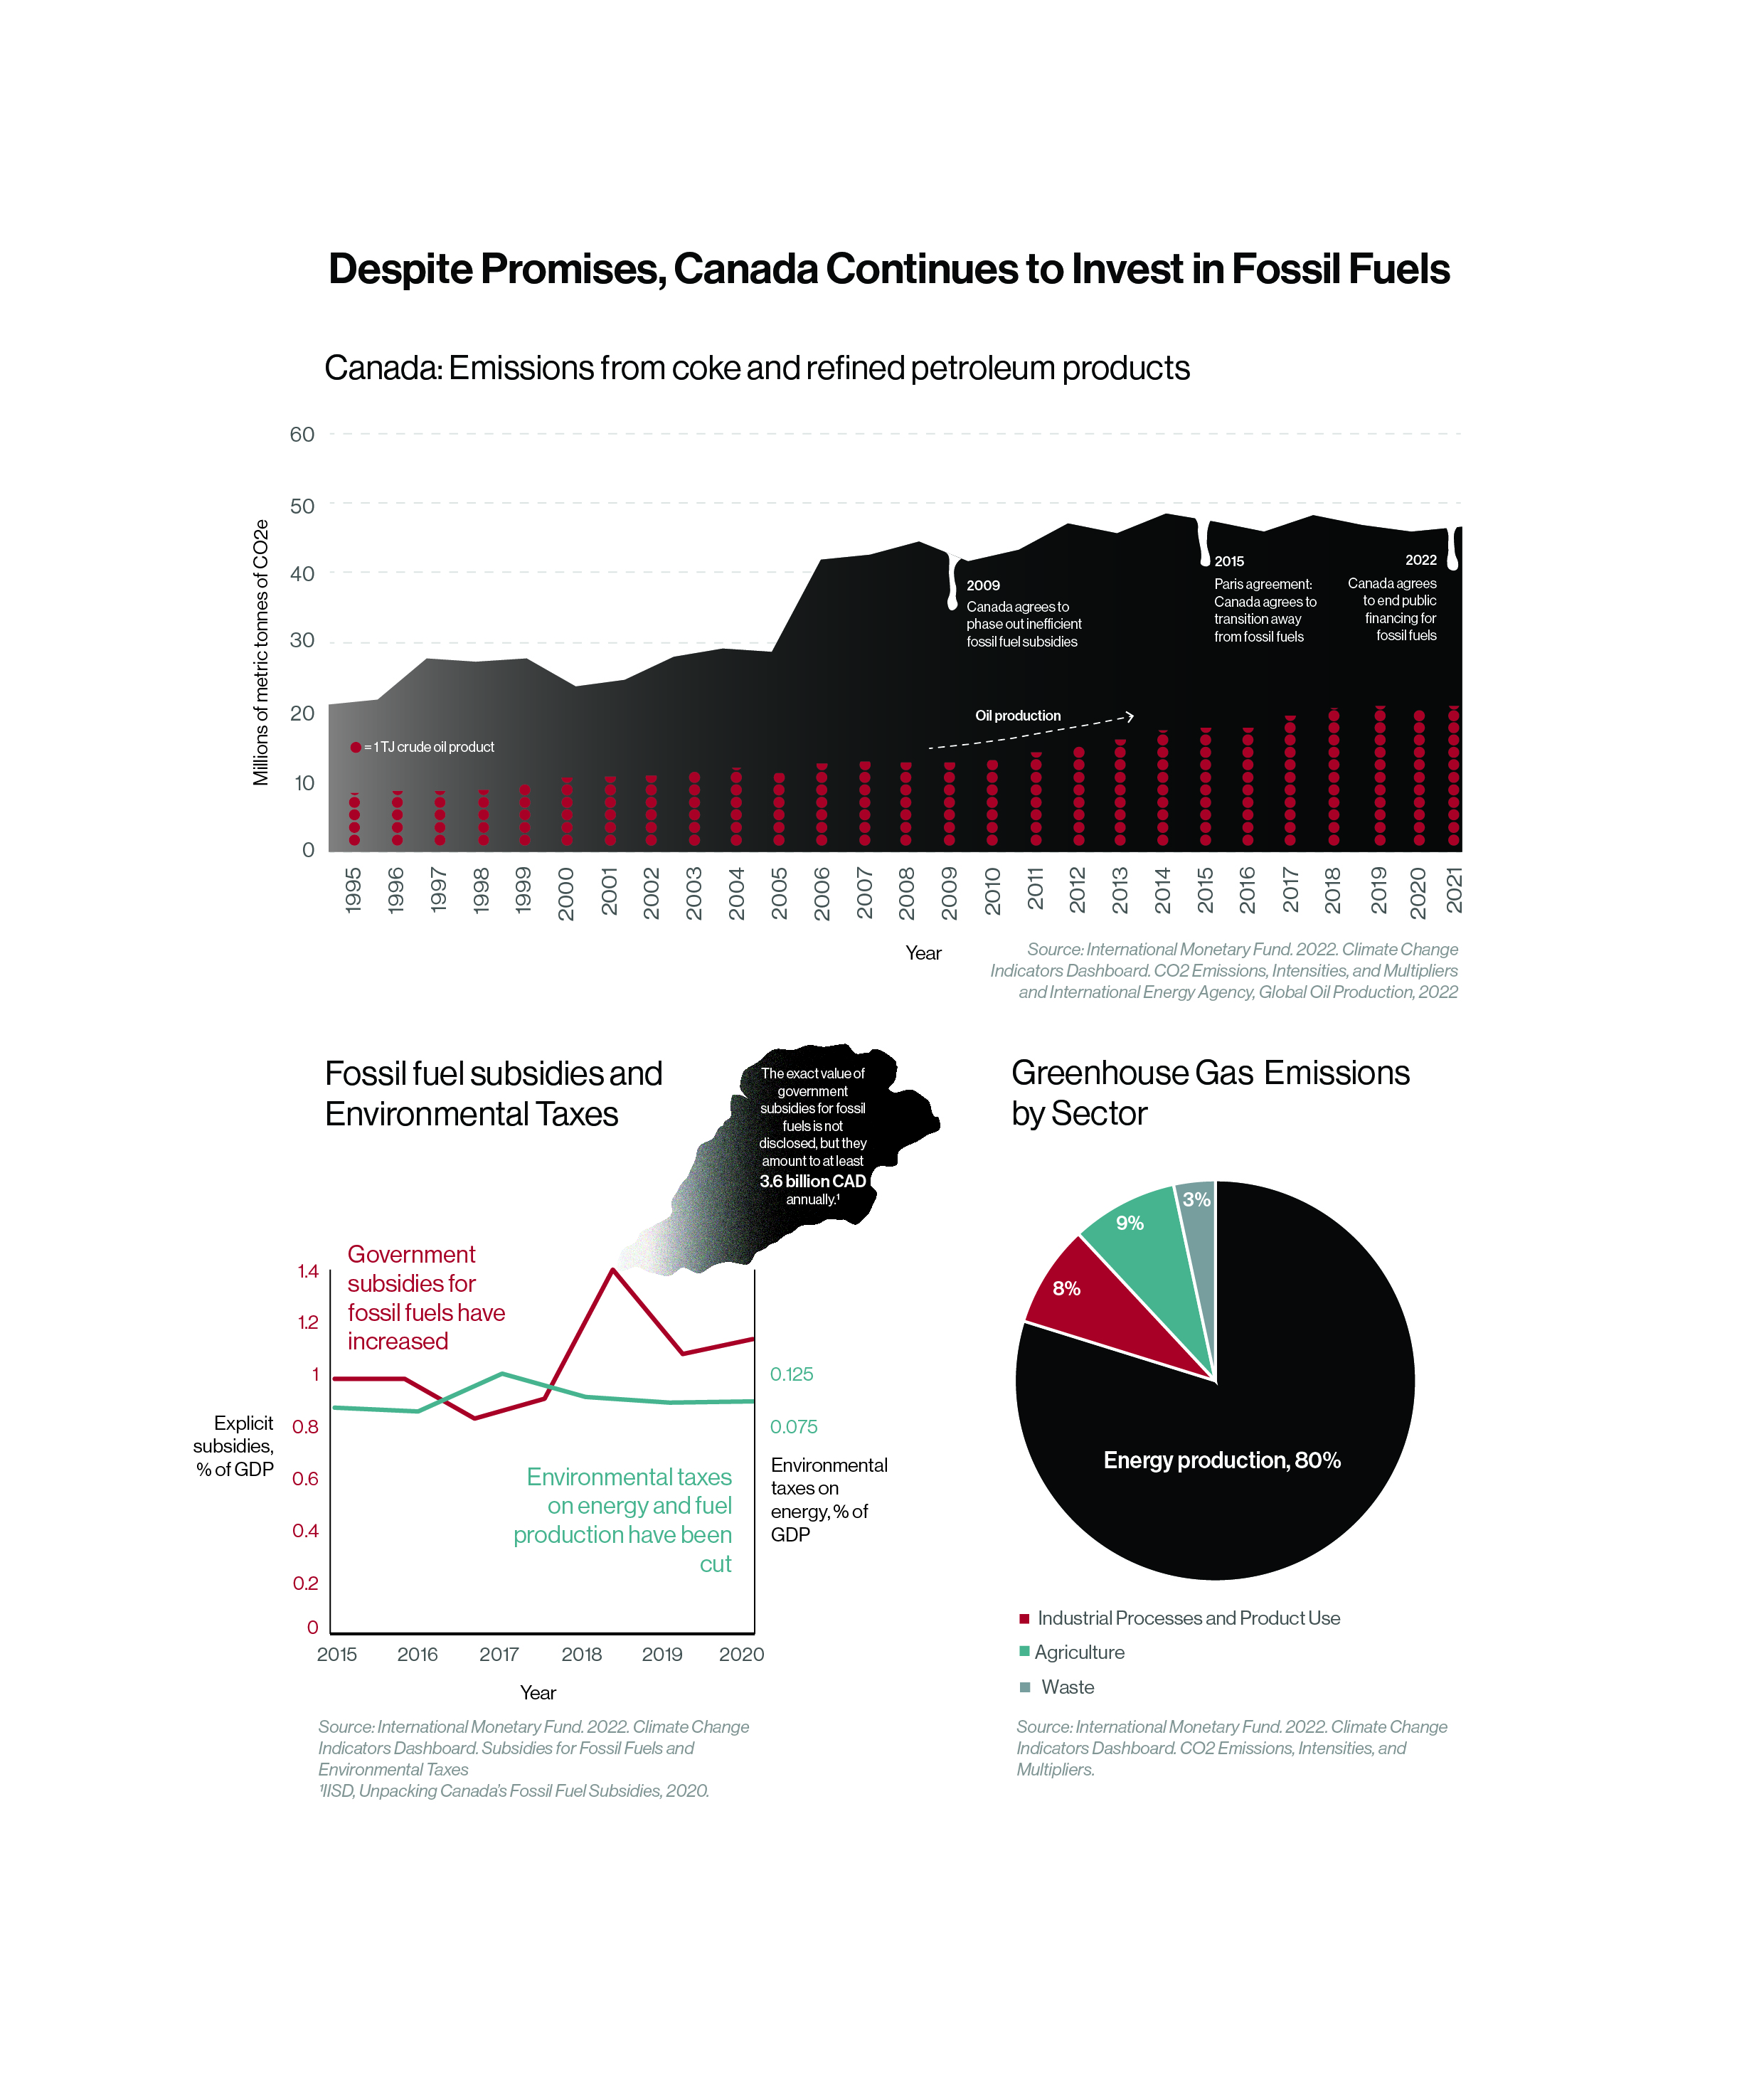 Despite Promises, Canada Continues to Invest in Fossil Fuels
Canada: Emissions from coke and refined petroleum products
Millions of metric tonnes of CO2e
60
50
40
30
20
10
0
2009
Canada agrees to
phase out inefficient
fossil fuel subsidies
2015
Paris agreement:
Canada agrees to
transition away
from fossil fuels
2022
Canada agrees
to end public
financing for
fossil fuels
Oil production
= 1 TJ crude oil product
1995
1996
1997
1998
1999
2000
2001
2002
2003
2004
2005
2006
2007
2008
2009
2010
2011
2012
2013
2014
2015
2016
2017
2018
2019
2020
2021
Year
Source: International Monetary Fund. 2022. Climate Change
Indicators Dashboard. CO2 Emissions, Intensities, and Multipliers
and International Energy Agency, Global Oil Production, 2022
Fossil fuel subsidies and
Environmental Taxes
The exact value of
government
subsidies for fossil
fuels is not
disclosed, but they
amount to at least
3.6 billion CAD
annually.¹
Government
subsidies for
fossil fuels have
increased
1.4
1.2
1
0.8
0.6
0.4
0.2
0
Explicit
subsidies,
% of GDP
0.125
0.075
Environmental
taxes on
energy, % of
GDP
Environmental taxes
on energy and fuel
production have been
cut
2015
2016
2017
2018
2019
2020
Year
Source: International Monetary Fund. 2022. Climate Change
Indicators Dashboard. Subsidies for Fossil Fuels and
Environmental Taxes
¹IISD, Unpacking Canada's Fossil Fuel Subsidies, 2020.
Greenhouse Gas Emissions
by Sector
3%
9%
8%
Energy production, 80%
Industrial Processes and Product Use
Agriculture
Waste
Source: International Monetary Fund. 2022. Climate Change
Indicators Dashboard. CO2 Emissions, Intensities, and
Multipliers.